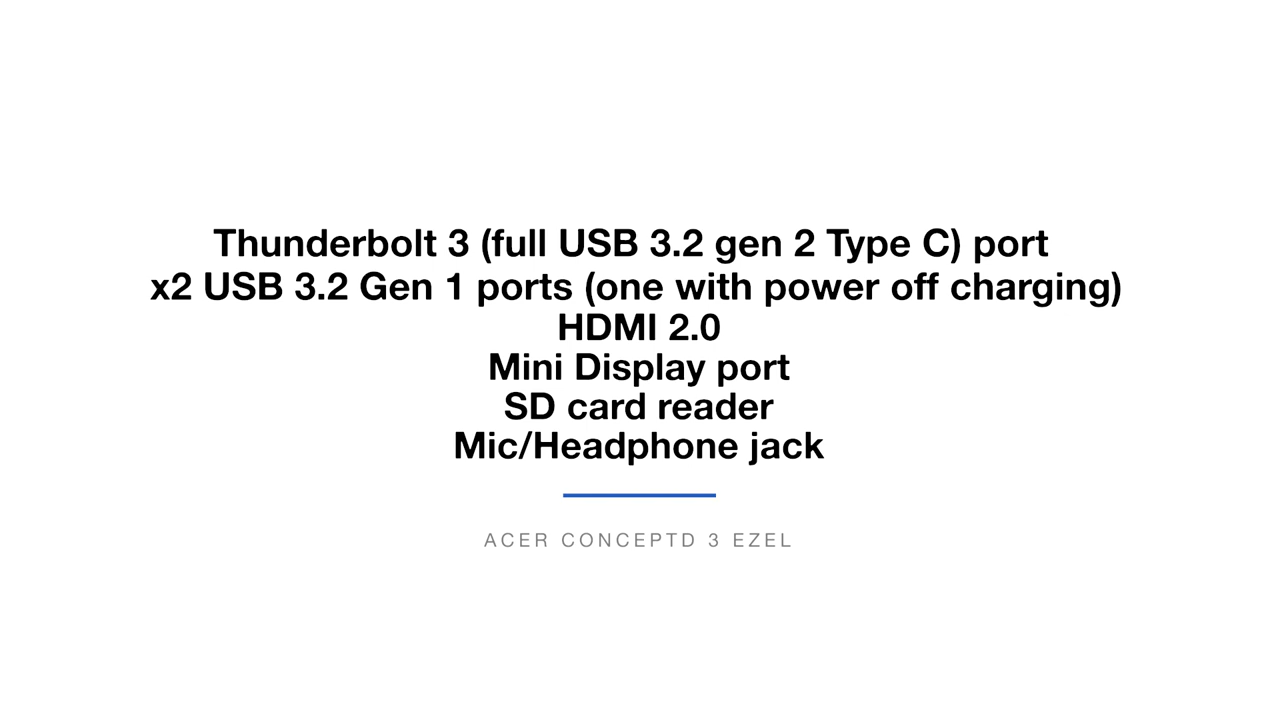 Thunderbolt 3 (full USB 3.2 gen 2 Type C) port
x2 USB 3.2 Gen 1 ports (one with power off charging)
HDMI 2.0
Mini Display port
SD card reader
Mic/Headphone jack
ACER CONCEPTD 3 EZEL